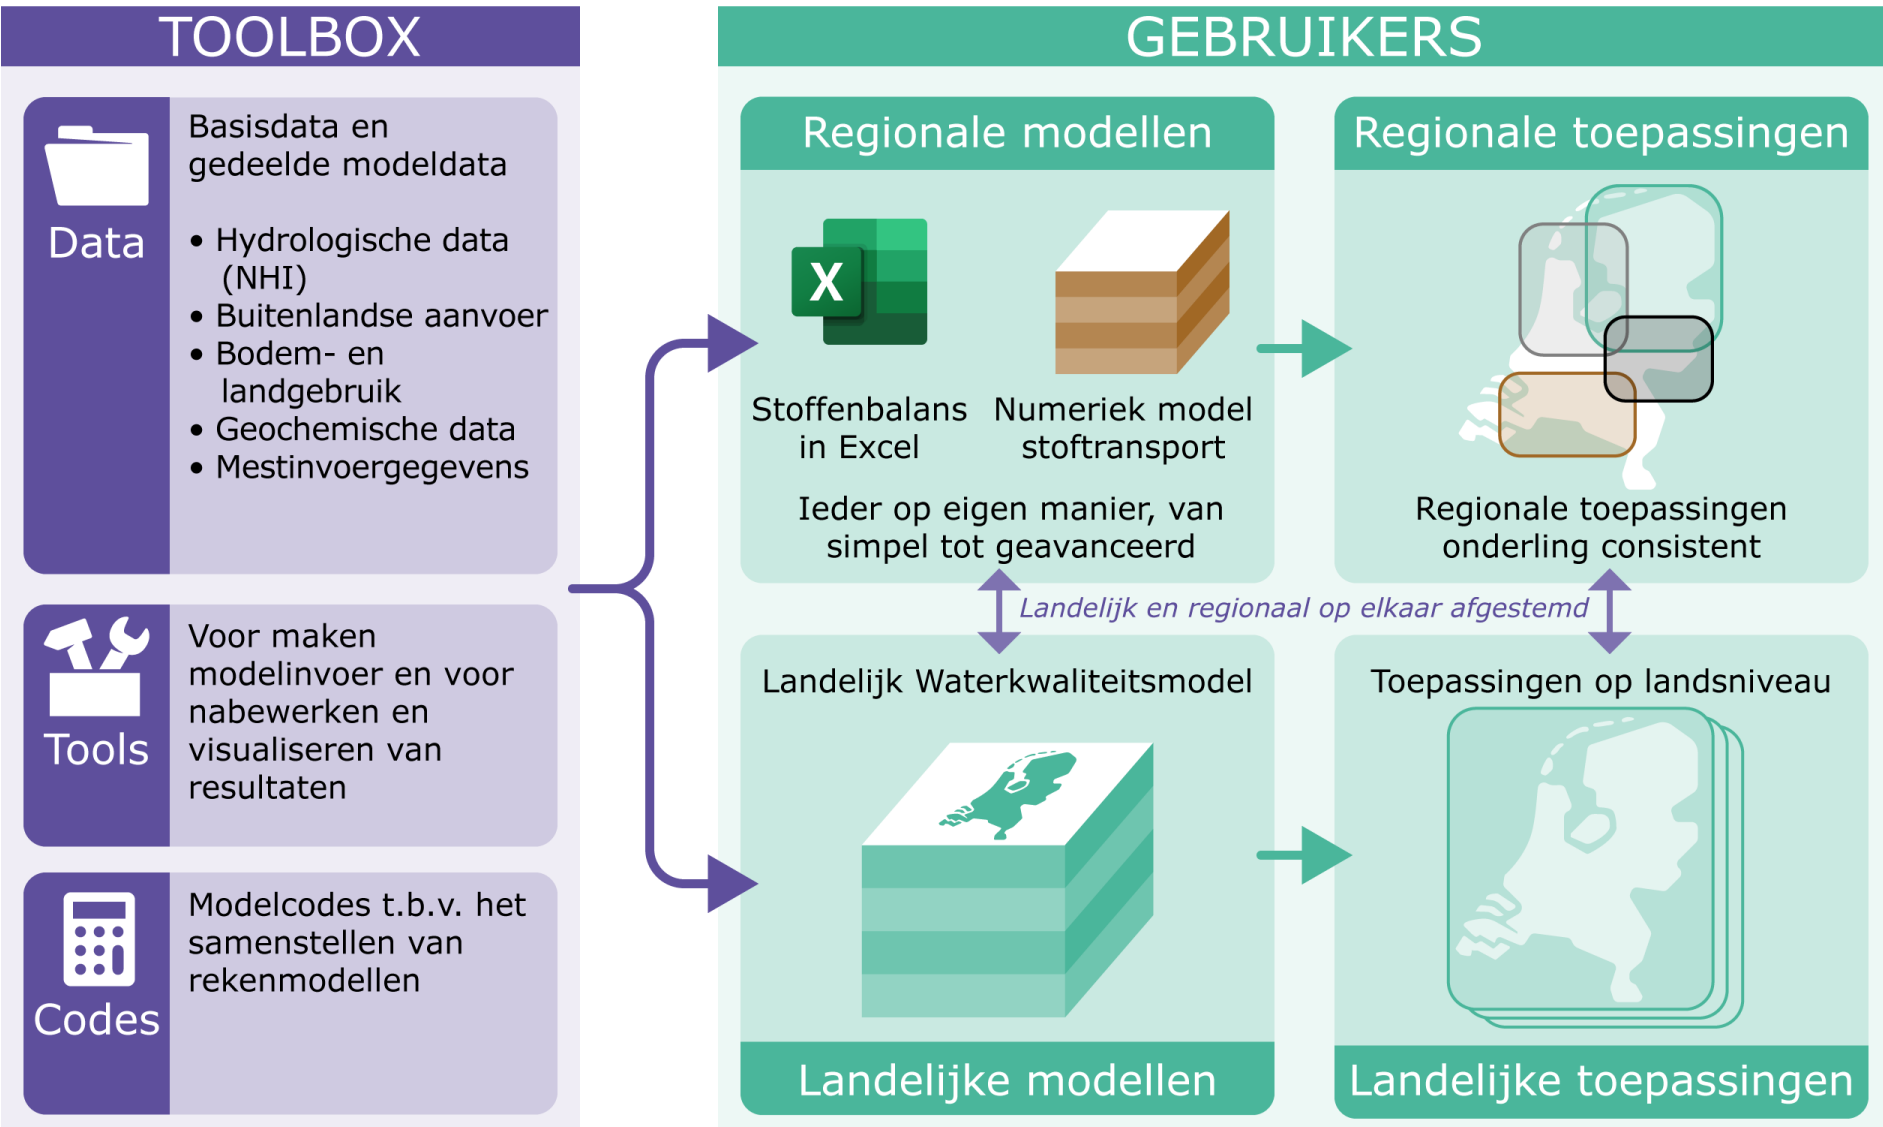 TOOLBOX
Data
Basisdata en
gedeelde modeldata
• Hydrologische data
(NHI)
• Buitenlandse aanvoer
• Bodem- en
landgebruik
• Geochemische data
• Mestinvoergegevens
Tools
Voor maken
modelinvoer en voor
nabewerken en
visualiseren van
resultaten
Codes
Modelcodes t.b.v. het
samenstellen van
rekenmodellen
GEBRUIKERS
Regionale modellen
X
Stoffenbalans
in Excel
Numeriek model
stoftransport
Ieder op eigen manier, van
simpel tot geavanceerd
Regionale toepassingen
Regionale toepassingen
onderling consistent
Landelijk en regionaal op elkaar afgestemd
Landelijk Waterkwaliteitsmodel
Landelijke modellen
Toepassingen op landsniveau
Landelijke toepassingen